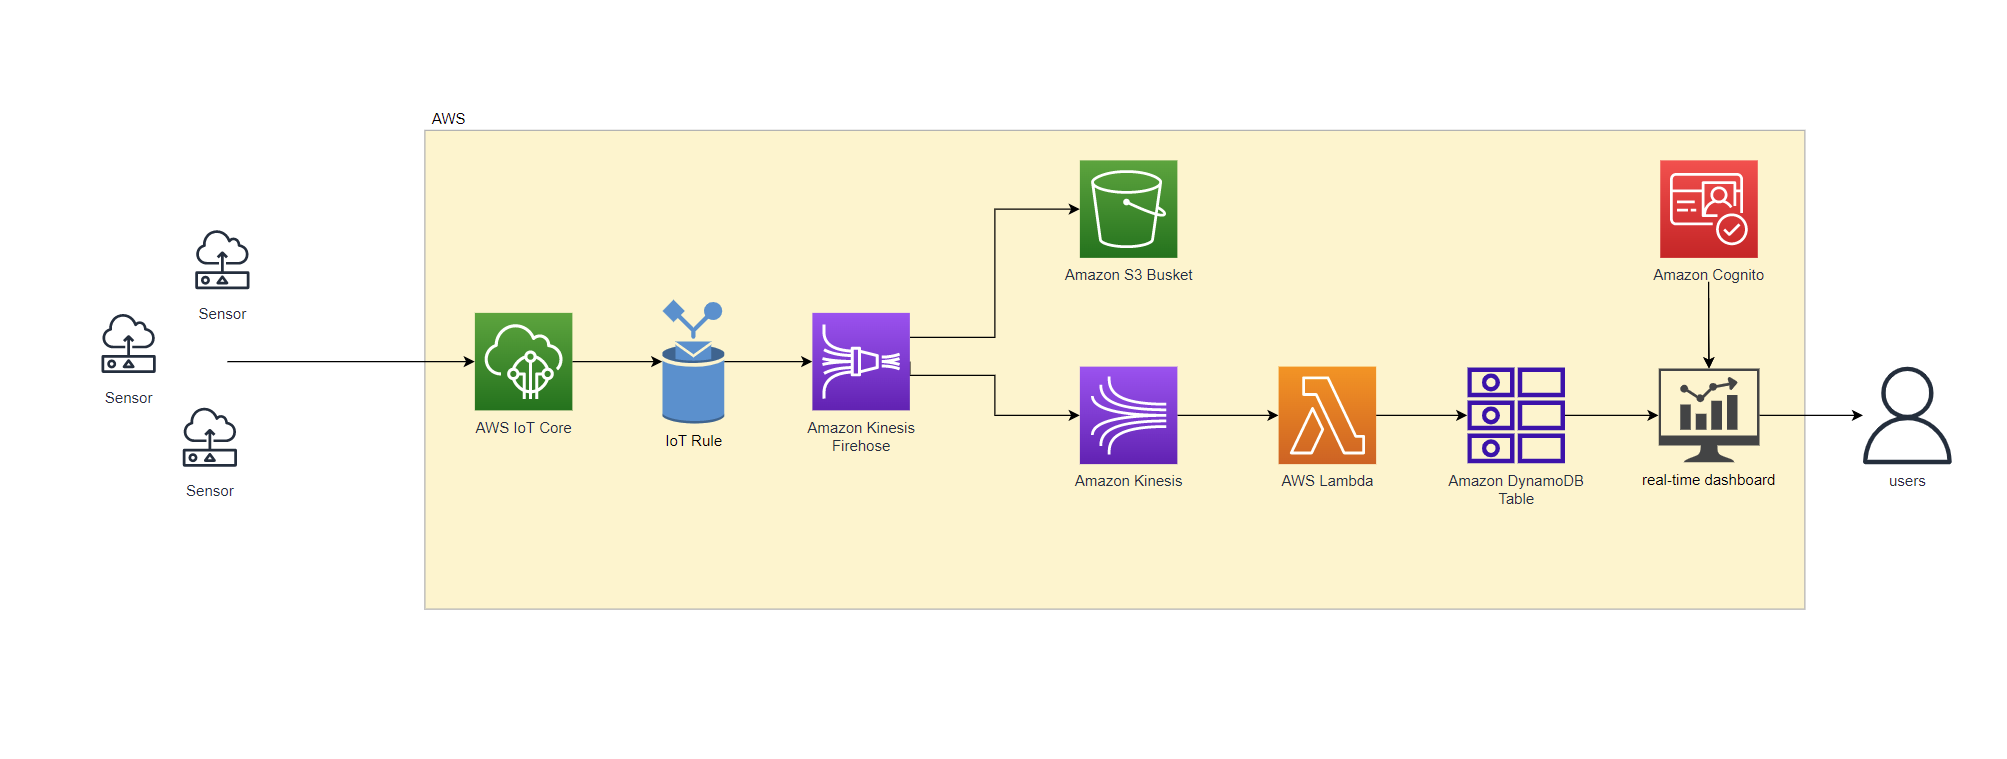 AWS
Sensor
Sensor
Sensor
AWS IoT Core
IoT Rule
Amazon Kinesis
Firehose
Amazon S3 Busket
Amazon Kinesis
AWS Lambda
Amazon DynamoDB
Table
Amazon Cognito
real-time dashboard
users